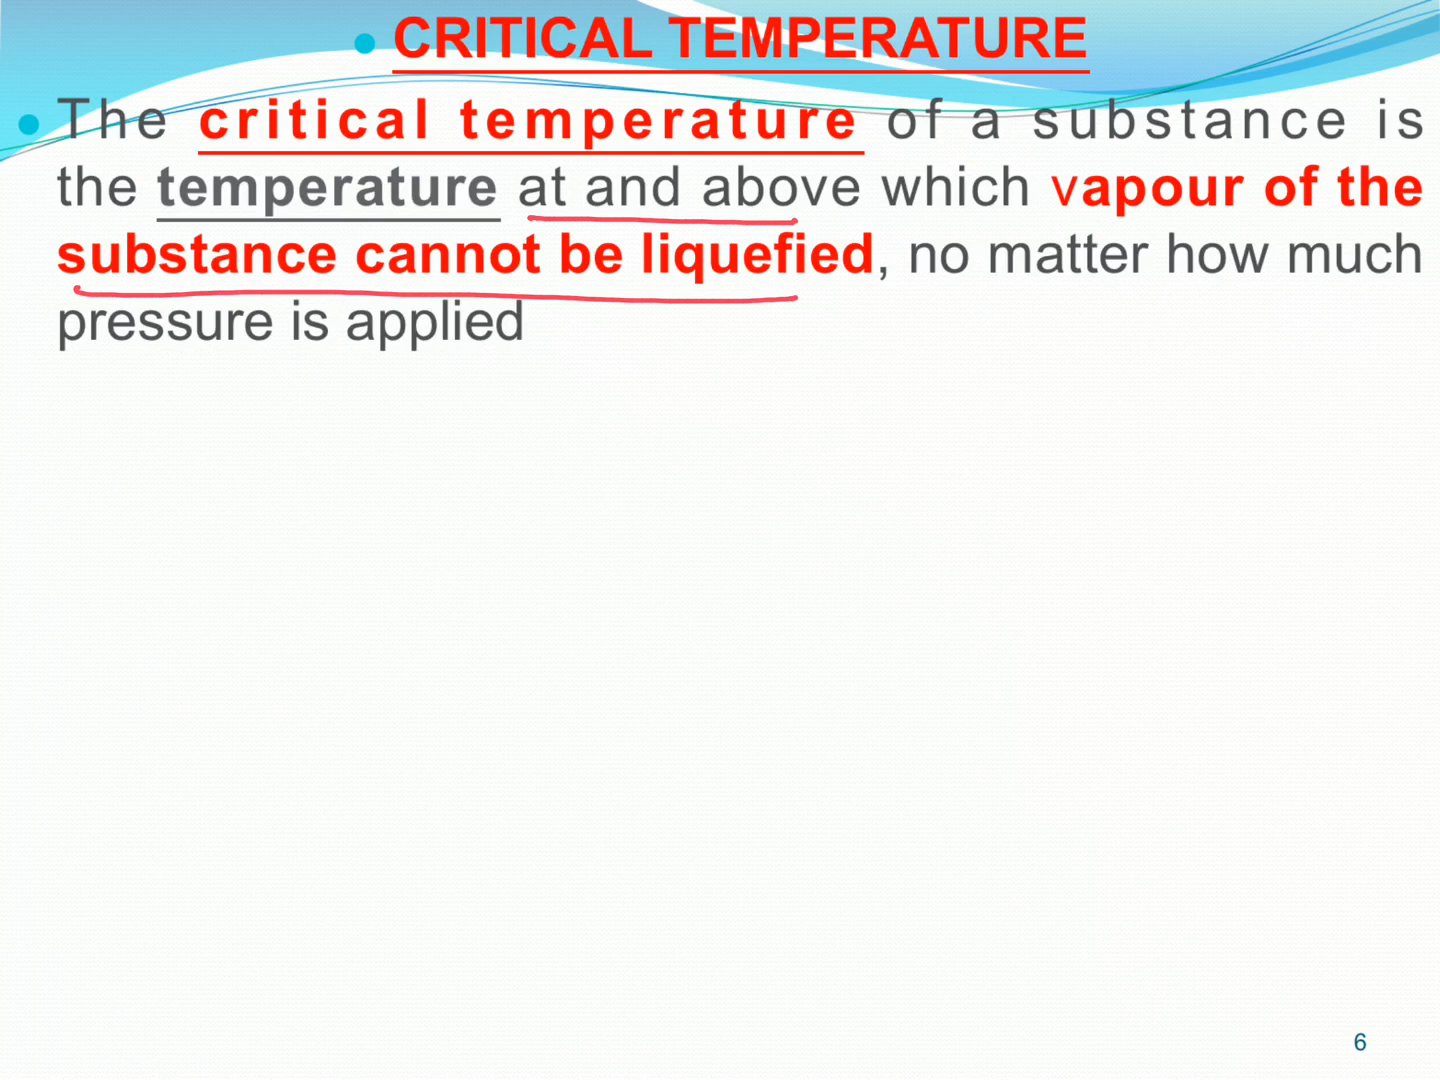 CRITICAL TEMPERATURE
The critical temperature of a substance is
the temperature at and above which vapour of the
substance cannot be liquefied, no matter how much
pressure is applied
6